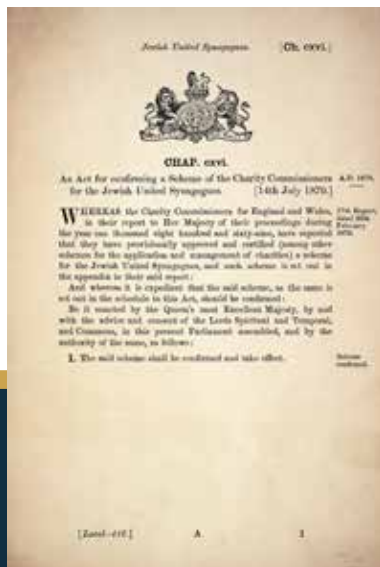 Jewish United Synagogues. [Ch. cxvi.]
CHAP. cxvi.
An Act for confirming a Scheme of the Charity Commissioners A.D. 1870.
for the Jewish United Synagogues. [14th July 1870.]
WHEREAS the Charity Commissioners for England and Wales, 17th Report,
in their report to Her Majesty of their proceedings during dated
the year one thousand eight hundred and sixty-nine, have reported February
that they have provisionally approved and certified (among other 1870.
schemes for the application and management of charities) a scheme
for the Jewish United Synagogues, and such scheme is set out in
the appendix to their said report:
And whereas it is expedient that the said scheme, as the same is
set out in the schedule to this Act, should be confirmed:
Be it enacted by the Queen's most Excellent Majesty, by and
with the advice and consent of the Lords Spiritual and Temporal,
and Commons, in this present Parliament assembled, and by the
authority of the same, as follows:
1. The said scheme shall be confirmed and take effect. Scheme
confirmed.
[Local.-116.] A 1